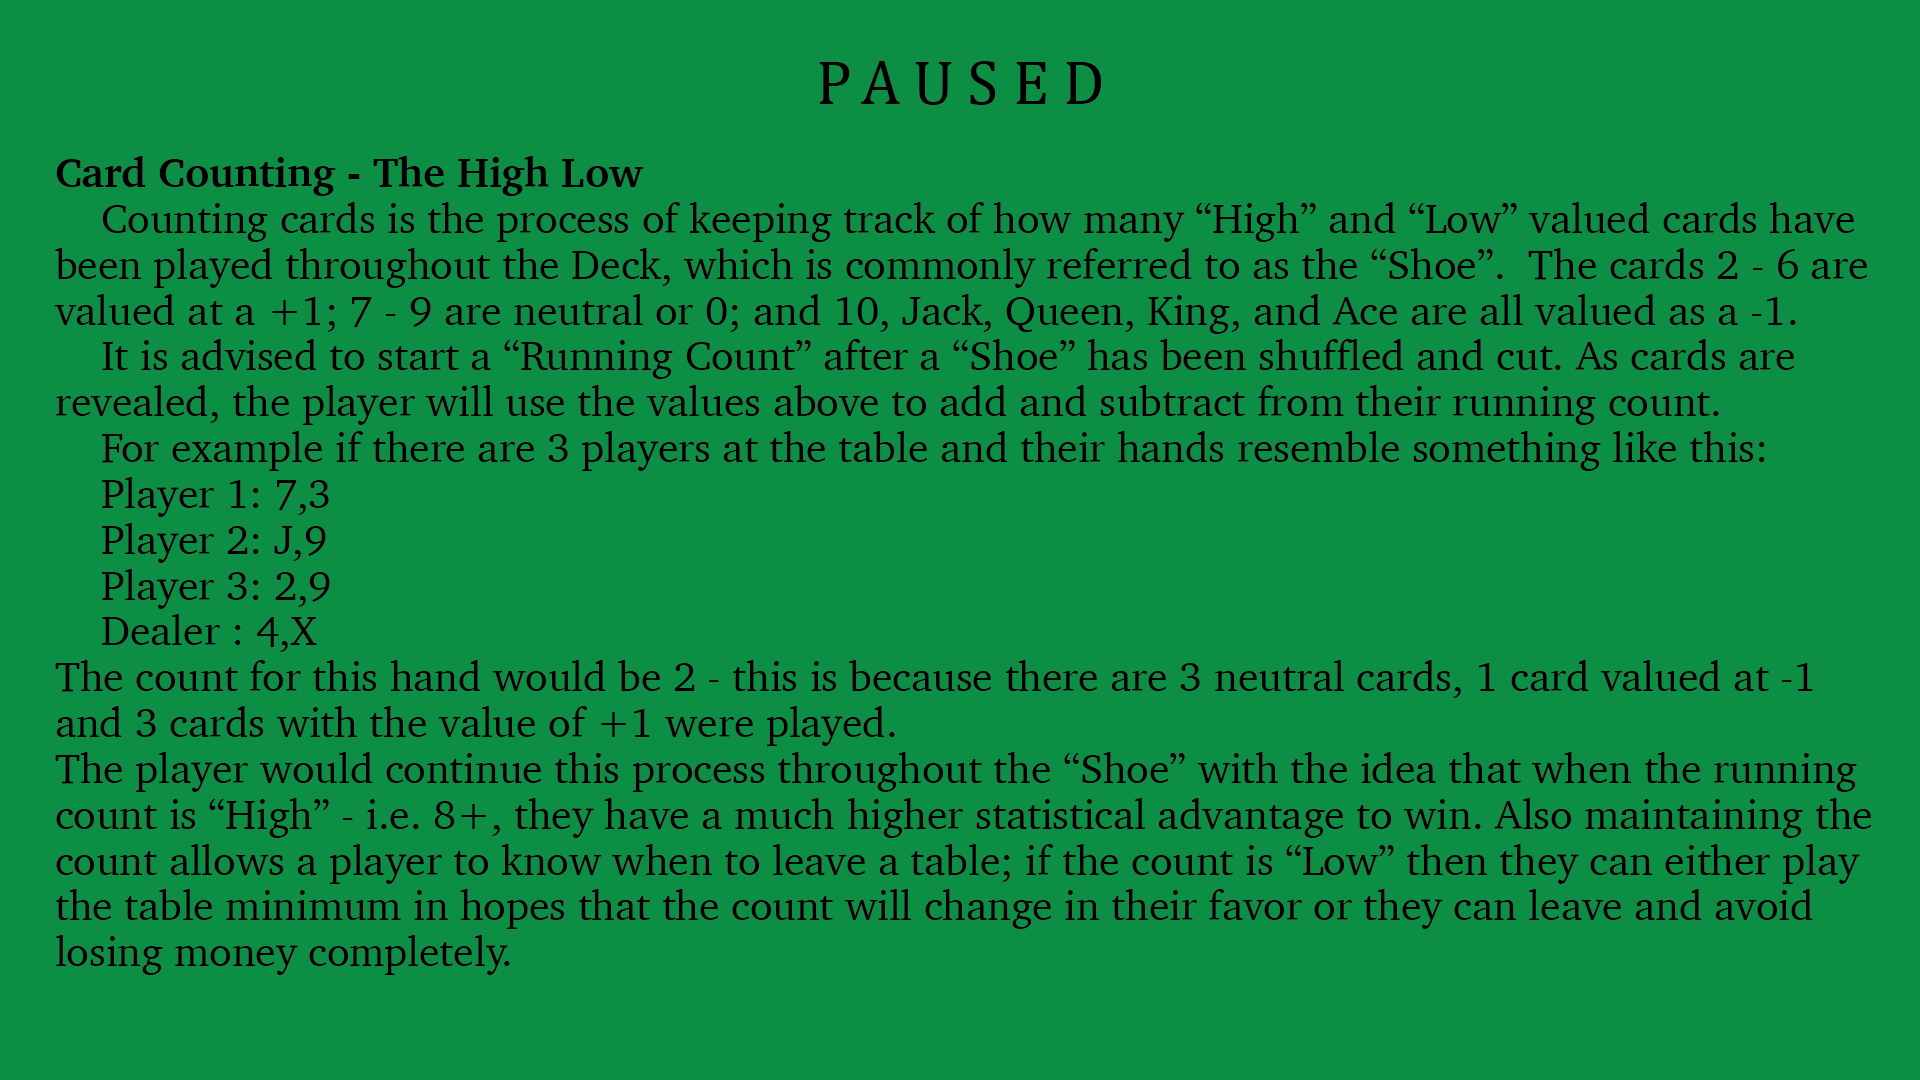 PAUSED
Card Counting - The High Low
Counting cards is the process of keeping track of how many “High” and “Low” valued cards have
been played throughout the Deck, which is commonly referred to as the “Shoe”.  The cards 2 - 6 are
valued at a +1; 7 - 9 are neutral or 0; and 10, Jack, Queen, King, and Ace are all valued as a -1.
It is advised to start a “Running Count” after a “Shoe” has been shuffled and cut. As cards are
revealed, the player will use the values above to add and subtract from their running count.
For example if there are 3 players at the table and their hands resemble something like this:
Player 1: 7,3
Player 2: J,9
Player 3: 2,9
Dealer : 4,X
The count for this hand would be 2 - this is because there are 3 neutral cards, 1 card valued at -1
and 3 cards with the value of +1 were played.
The player would continue this process throughout the “Shoe” with the idea that when the running
count is “High” - i.e. 8+, they have a much higher statistical advantage to win. Also maintaining the
count allows a player to know when to leave a table; if the count is “Low” then they can either play
the table minimum in hopes that the count will change in their favor or they can leave and avoid
losing money completely.